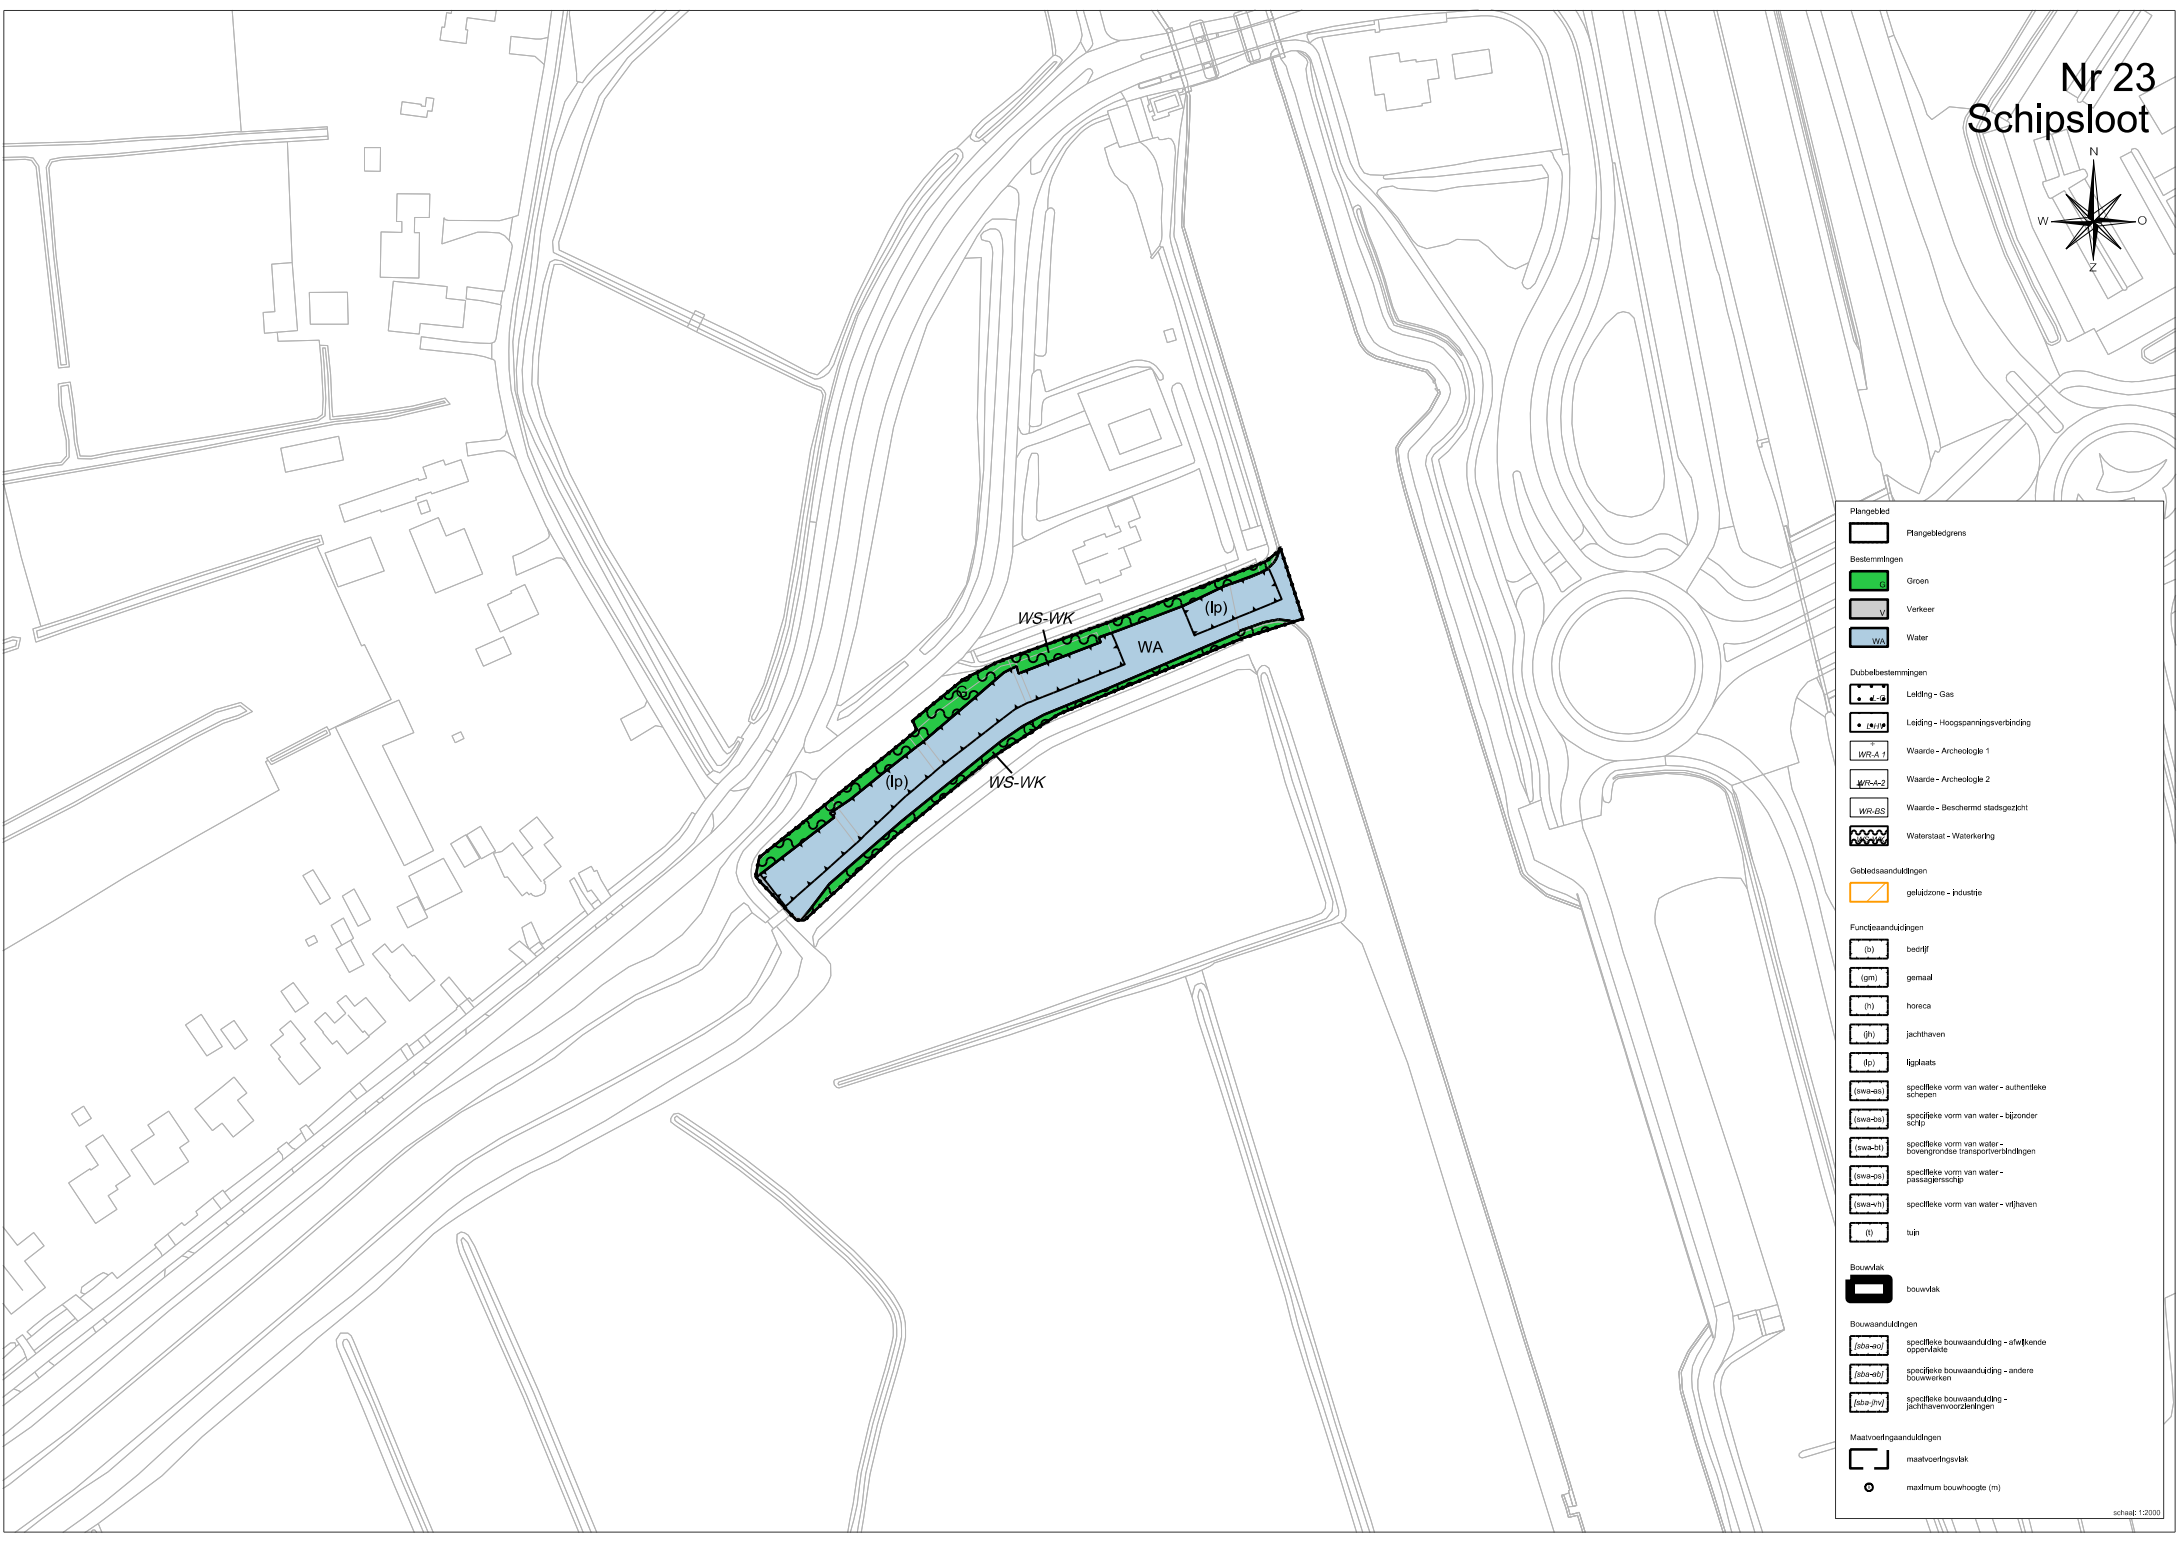 Nr 23
Schipsloot
N
W
O
Z
WS-WK
(lp)
WA
G
(lp)
WS-WK
Plangebied
Plangebiedgrens
Bestemmingen
G
Groen
V
Verkeer
WA
Water
Dubbelbestemmingen
L-G
Leiding - Gas
L-HV
Leiding - Hoogspanningsverbinding
WR-A 1
Waarde - Archeologie 1
WR-A-2
Waarde - Archeologie 2
WR-BS
Waarde - Beschermd stadsgezicht
WS-WK
Waterstaat - Waterkering
Gebiedsaanduidingen
geluidzone - industrie
Functieaanduidingen
(b)
bedrijf
(gm)
gemaal
(h)
horeca
(jh)
jachthaven
(lp)
ligplaats
(swa-as)
specifieke vorm van water - authentieke
schepen
(swa-bs)
specifieke vorm van water - bijzonder
schip
(swa-bt)
specifieke vorm van water -
bovengrondse transportverbindingen
(swa-ps)
specifieke vorm van water -
passagiersschip
(swa-vh)
specifieke vorm van water - vrijhaven
(t)
tuin
Bouwvlak
bouwvlak
Bouwaanduidingen
[sba-ao]
specifieke bouwaanduiding - afwijkende
oppervlakte
[sba-ab]
specifieke bouwaanduiding - andere
bouwwerken
[sba-jhv]
specifieke bouwaanduiding -
jachthavenvoorzieningen
Maatvoeringaanduidingen
maatvoeringsvlak
maximum bouwhoogte (m)
schaal: 1:2000